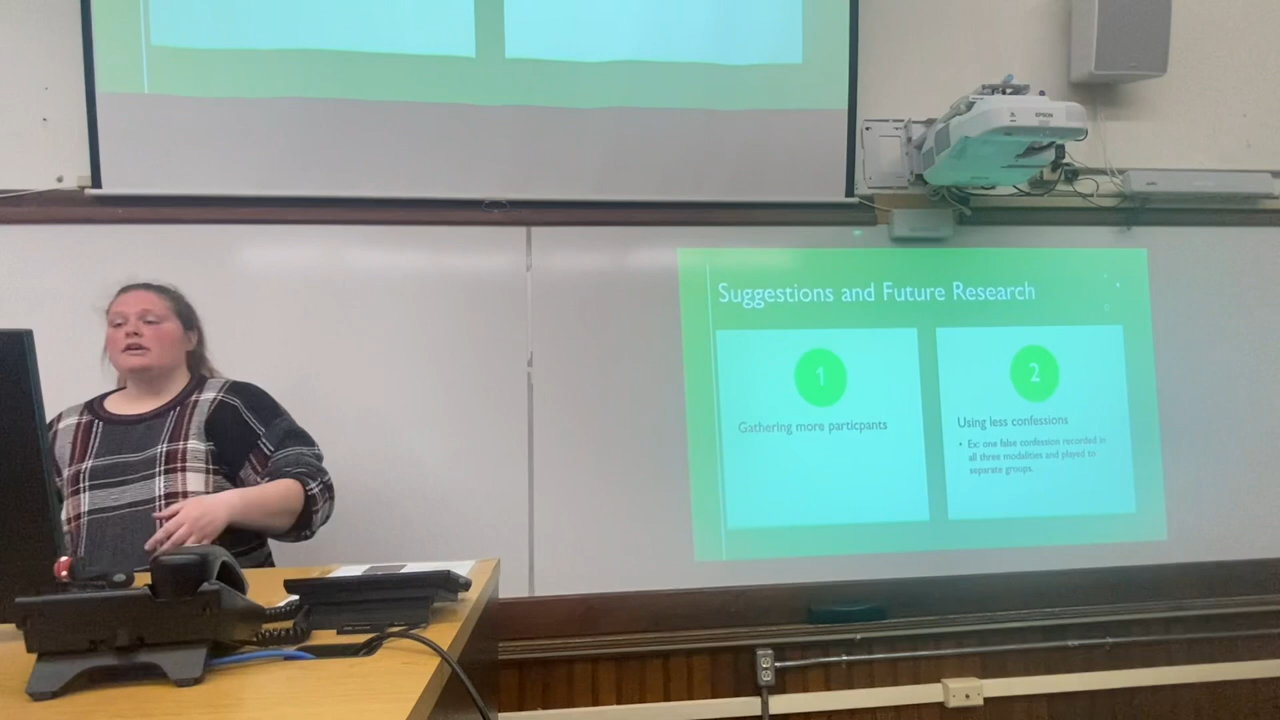 EPSON
Suggestions and Future Research
1
Gathering more particpants
2
Using less confessions
• Ex: one false confession recorded in
all three modalities and played to
separate groups.